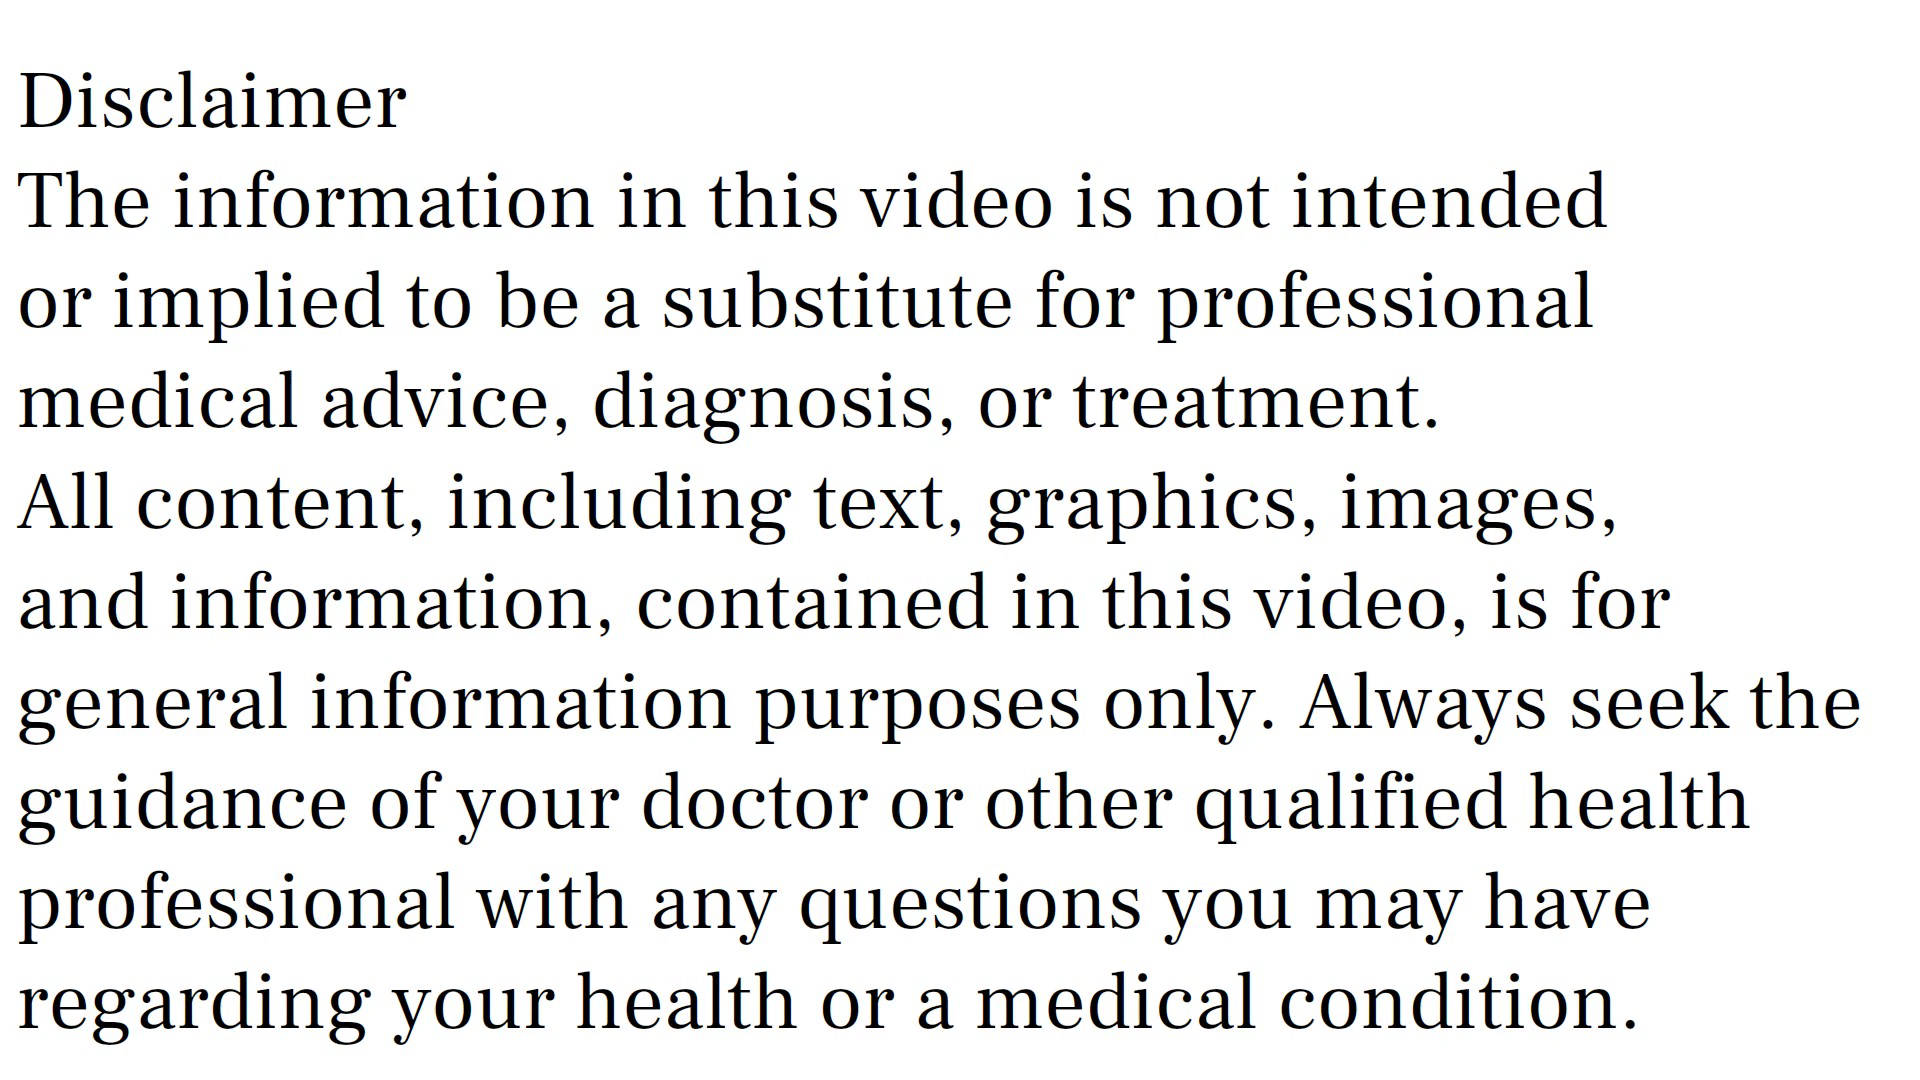 Disclaimer
The information in this video is not intended
or implied to be a substitute for professional
medical advice, diagnosis, or treatment.
All content, including text, graphics, images,
and information, contained in this video, is for
general information purposes only. Always seek the
guidance of your doctor or other qualified health
professional with any questions you may have
regarding your health or a medical condition.